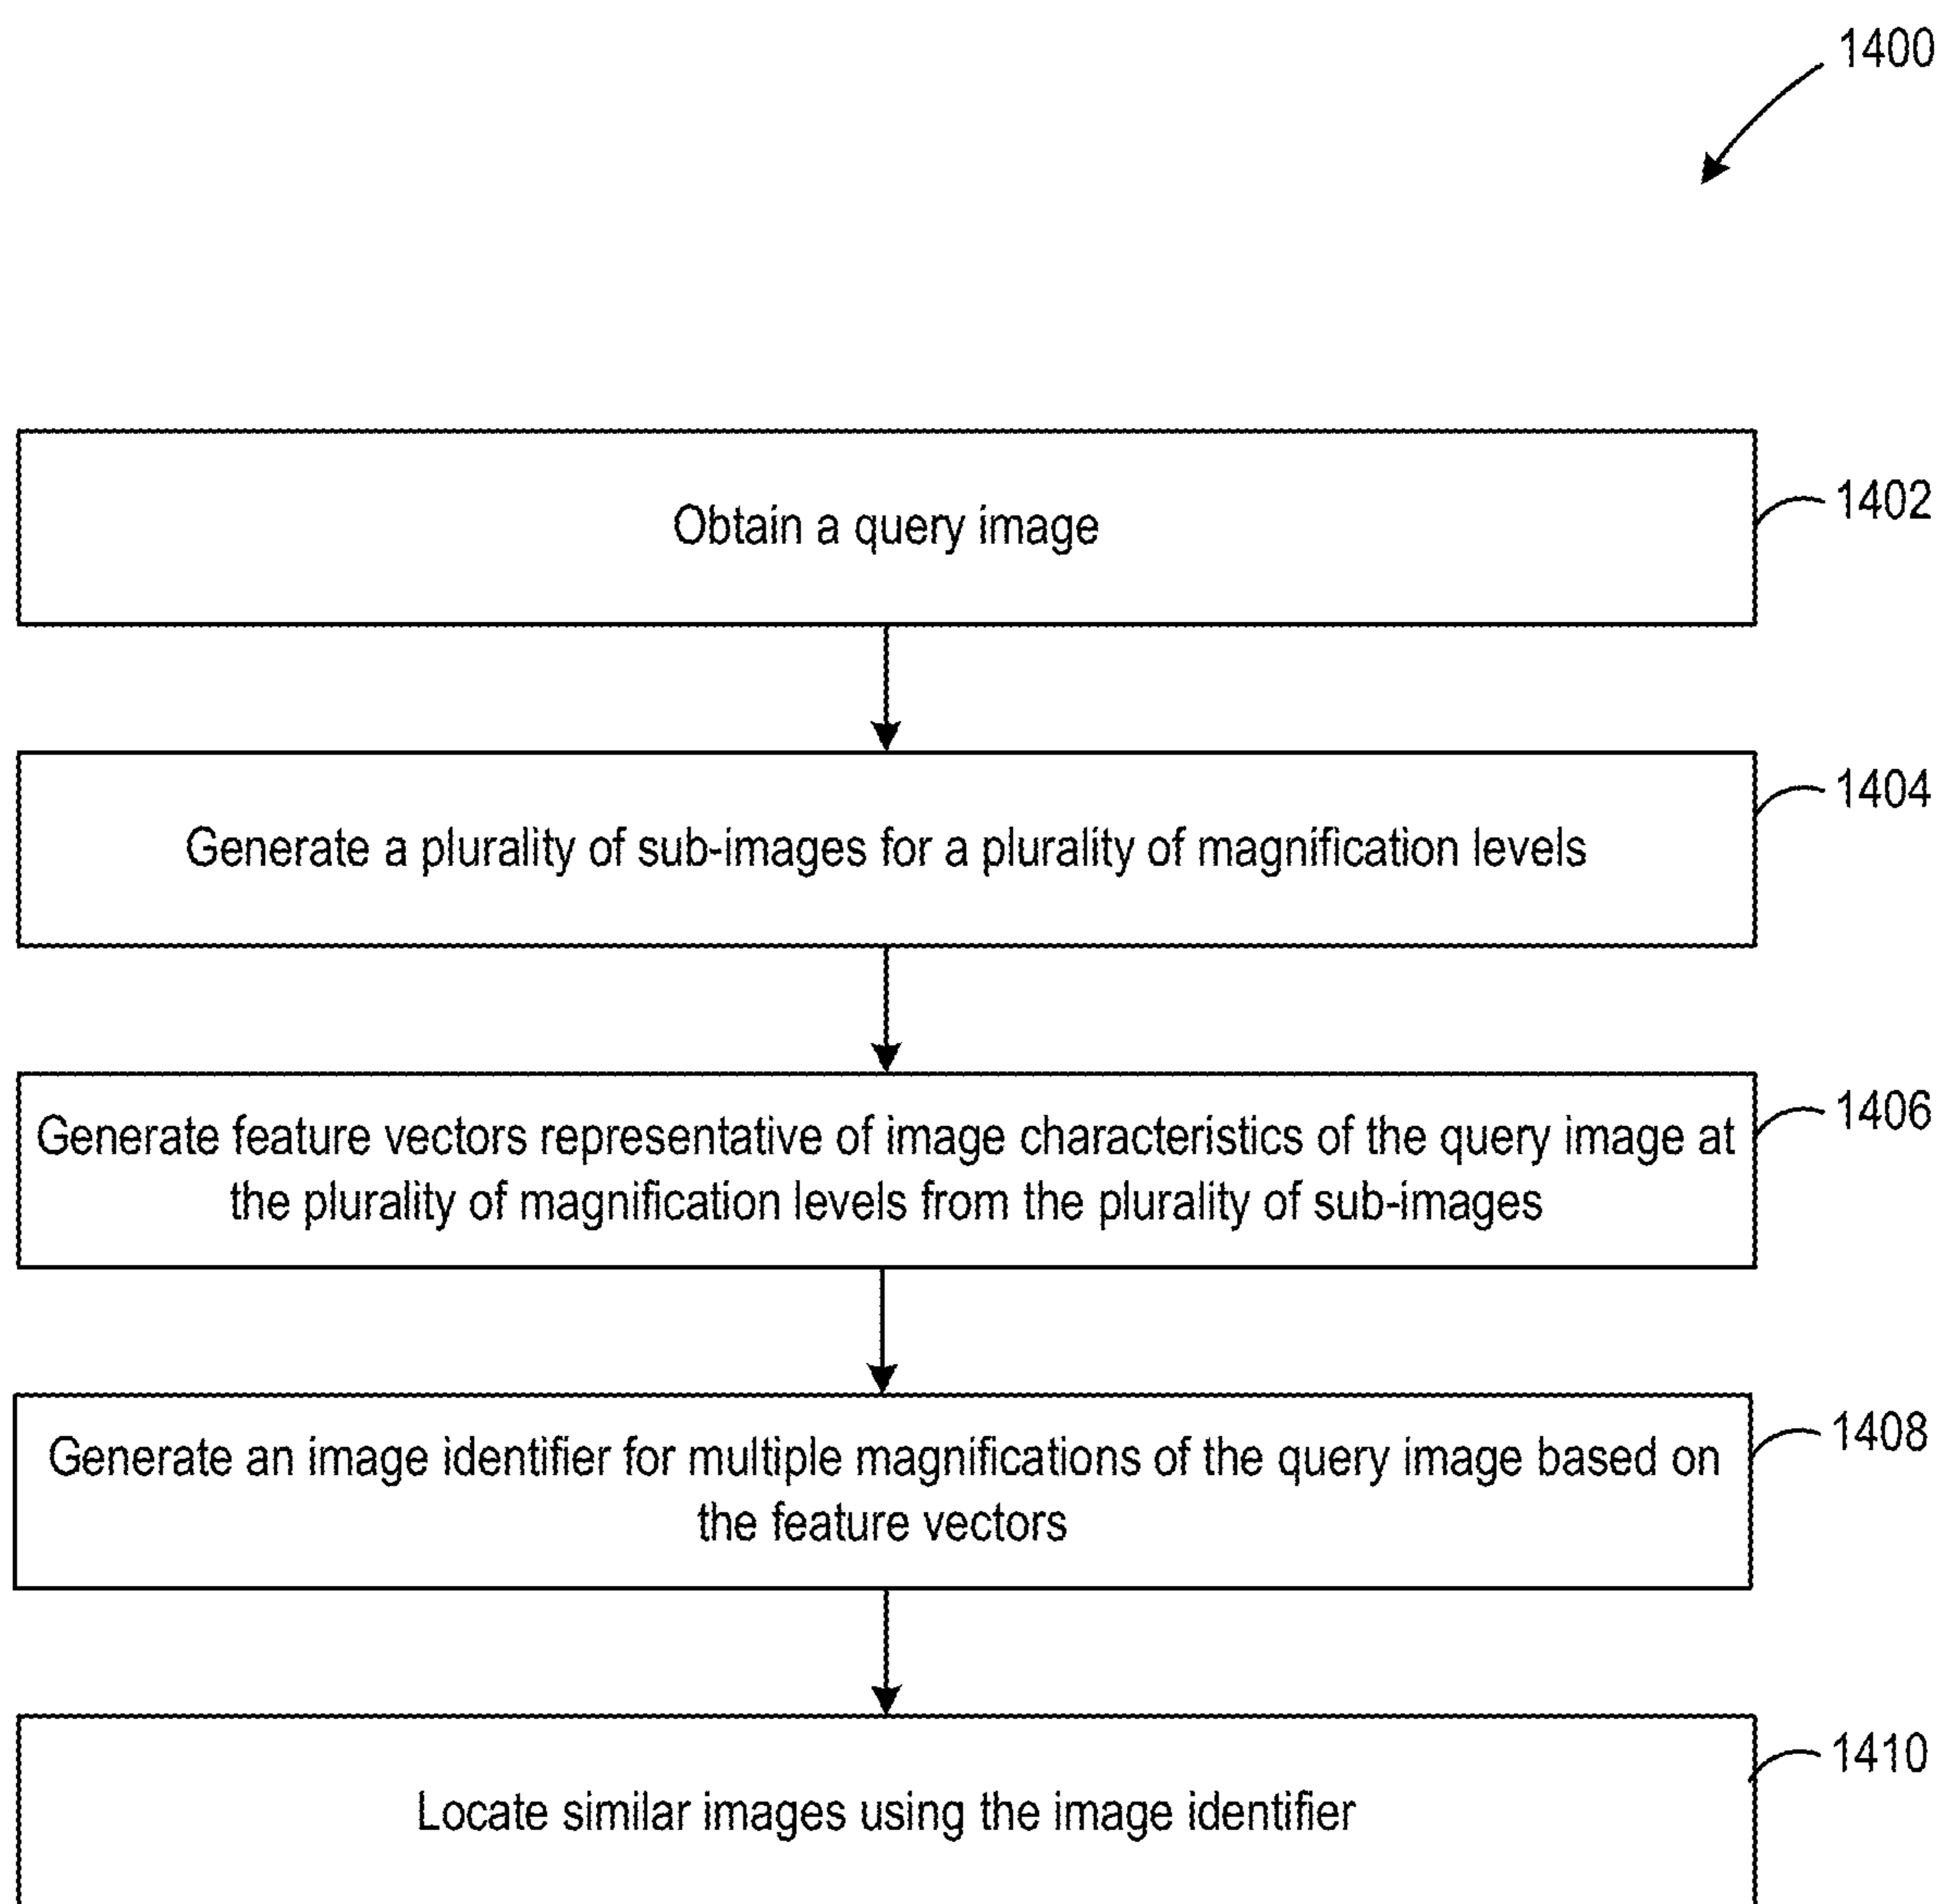 1400
Obtain a query image
1402
Generate a plurality of sub-images for a plurality of magnification levels
1404
Generate feature vectors representative of image characteristics of the query image at
the plurality of magnification levels from the plurality of sub-images
1406
Generate an image identifier for multiple magnifications of the query image based on
the feature vectors
1408
Locate similar images using the image identifier
1410